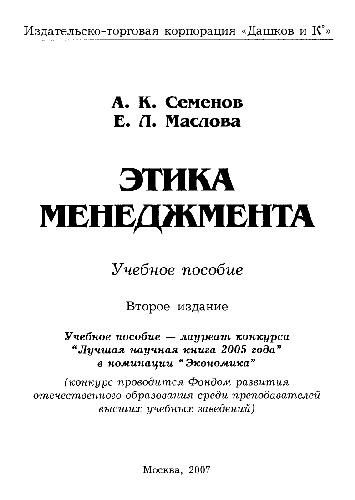 Издательско-торговая корпорация «Дашков и К°»
А. К. Семенов
Е. Л. Маслова
ЭТИКА
МЕНЕДЖМЕНТА
Учебное пособие
Второе издание
Учебное пособие — лауреат конкурса
"Лучшая научная книга 2005 года"
в номинации "Экономика"
(конкурс проводится Фондом развития
отечественного образования среди преподавателей
высших учебных заведений)
Москва, 2007